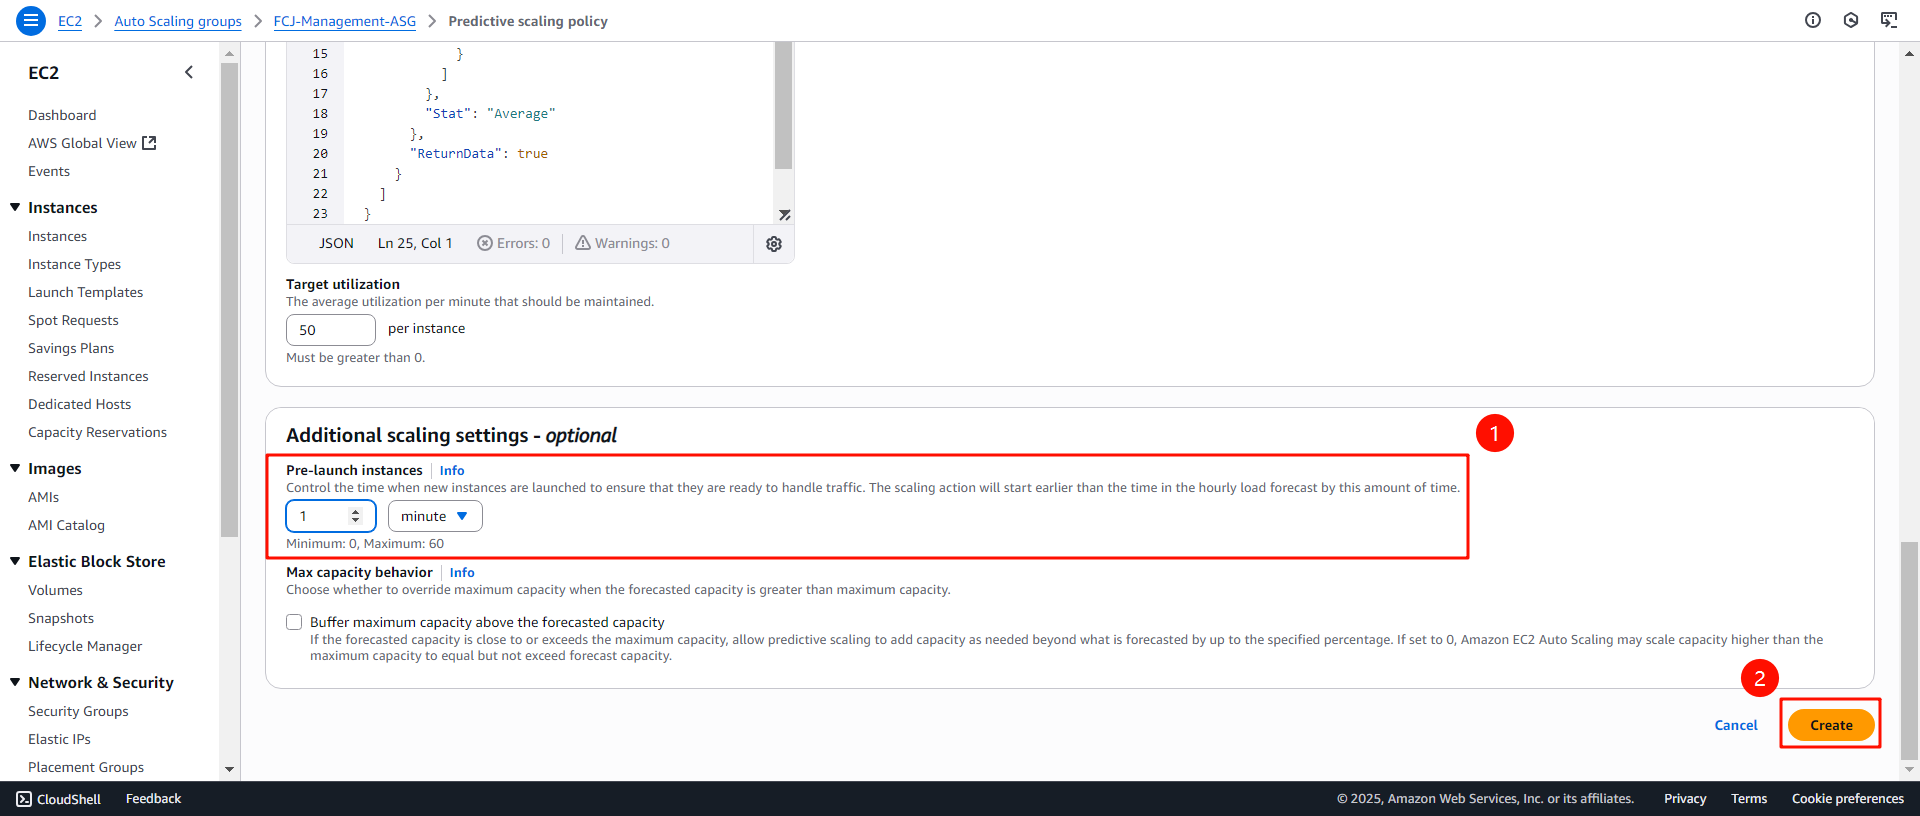 EC2 > Auto Scaling groups > FCJ-Management-ASG > Predictive scaling policy
EC2
Dashboard
AWS Global View
Events
Instances
Instances
Instance Types
Launch Templates
Spot Requests
Savings Plans
Reserved Instances
Dedicated Hosts
Capacity Reservations
Images
AMIs
AMI Catalog
Elastic Block Store
Volumes
Snapshots
Lifecycle Manager
Network & Security
Security Groups
Elastic IPs
Placement Groups
15 }
16 ]
17 },
18 "Stat": "Average"
19 },
20 "ReturnData": true
21 }
22 ]
23 }
JSON Ln 25, Col 1 Errors: 0 Warnings: 0
Target utilization
The average utilization per minute that should be maintained.
50 per instance
Must be greater than 0.
Additional scaling settings - optional
1
Pre-launch instances Info
Control the time when new instances are launched to ensure that they are ready to handle traffic. The scaling action will start earlier than the time in the hourly load forecast by this amount of time.
1 minute
Minimum: 0, Maximum: 60
Max capacity behavior Info
Choose whether to override maximum capacity when the forecasted capacity is greater than maximum capacity.
Buffer maximum capacity above the forecasted capacity
If the forecasted capacity is close to or exceeds the maximum capacity, allow predictive scaling to add capacity as needed beyond what is forecasted by up to the specified percentage. If set to 0, Amazon EC2 Auto Scaling may scale capacity higher than the
maximum capacity to equal but not exceed forecast capacity.
2
Cancel Create
CloudShell Feedback © 2025, Amazon Web Services, Inc. or its affiliates. Privacy Terms Cookie preferences